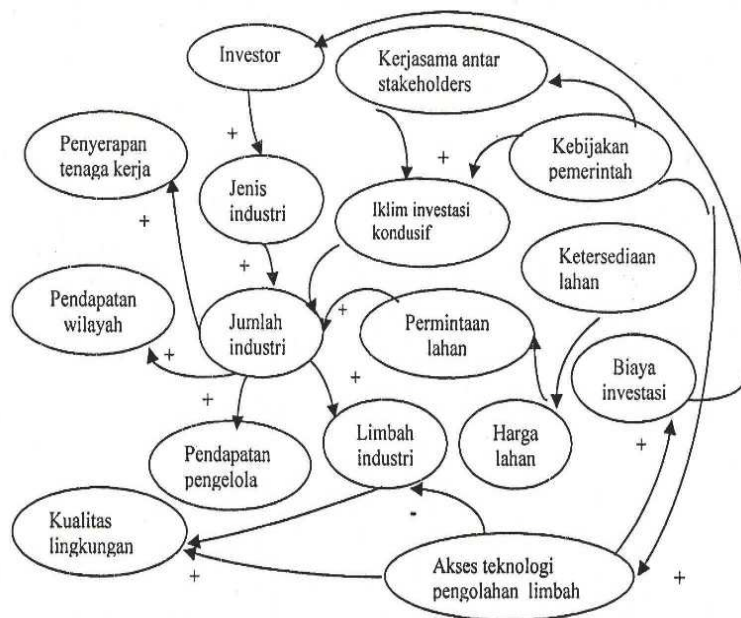 Investor
Kerjasama antar
stakeholders
+
+
Penyerapan
tenaga kerja
Kebijakan
pemerintah
Jenis
industri
Iklim investasi
kondusif
+
Ketersediaan
lahan
+
Pendapatan
wilayah
Jumlah
industri
+
Permintaan
lahan
+
+
Biaya
investasi
+
Limbah
industri
Harga
lahan
+
Pendapatan
pengelola
Kualitas
lingkungan
-
+
Akses teknologi
pengolahan limbah
+